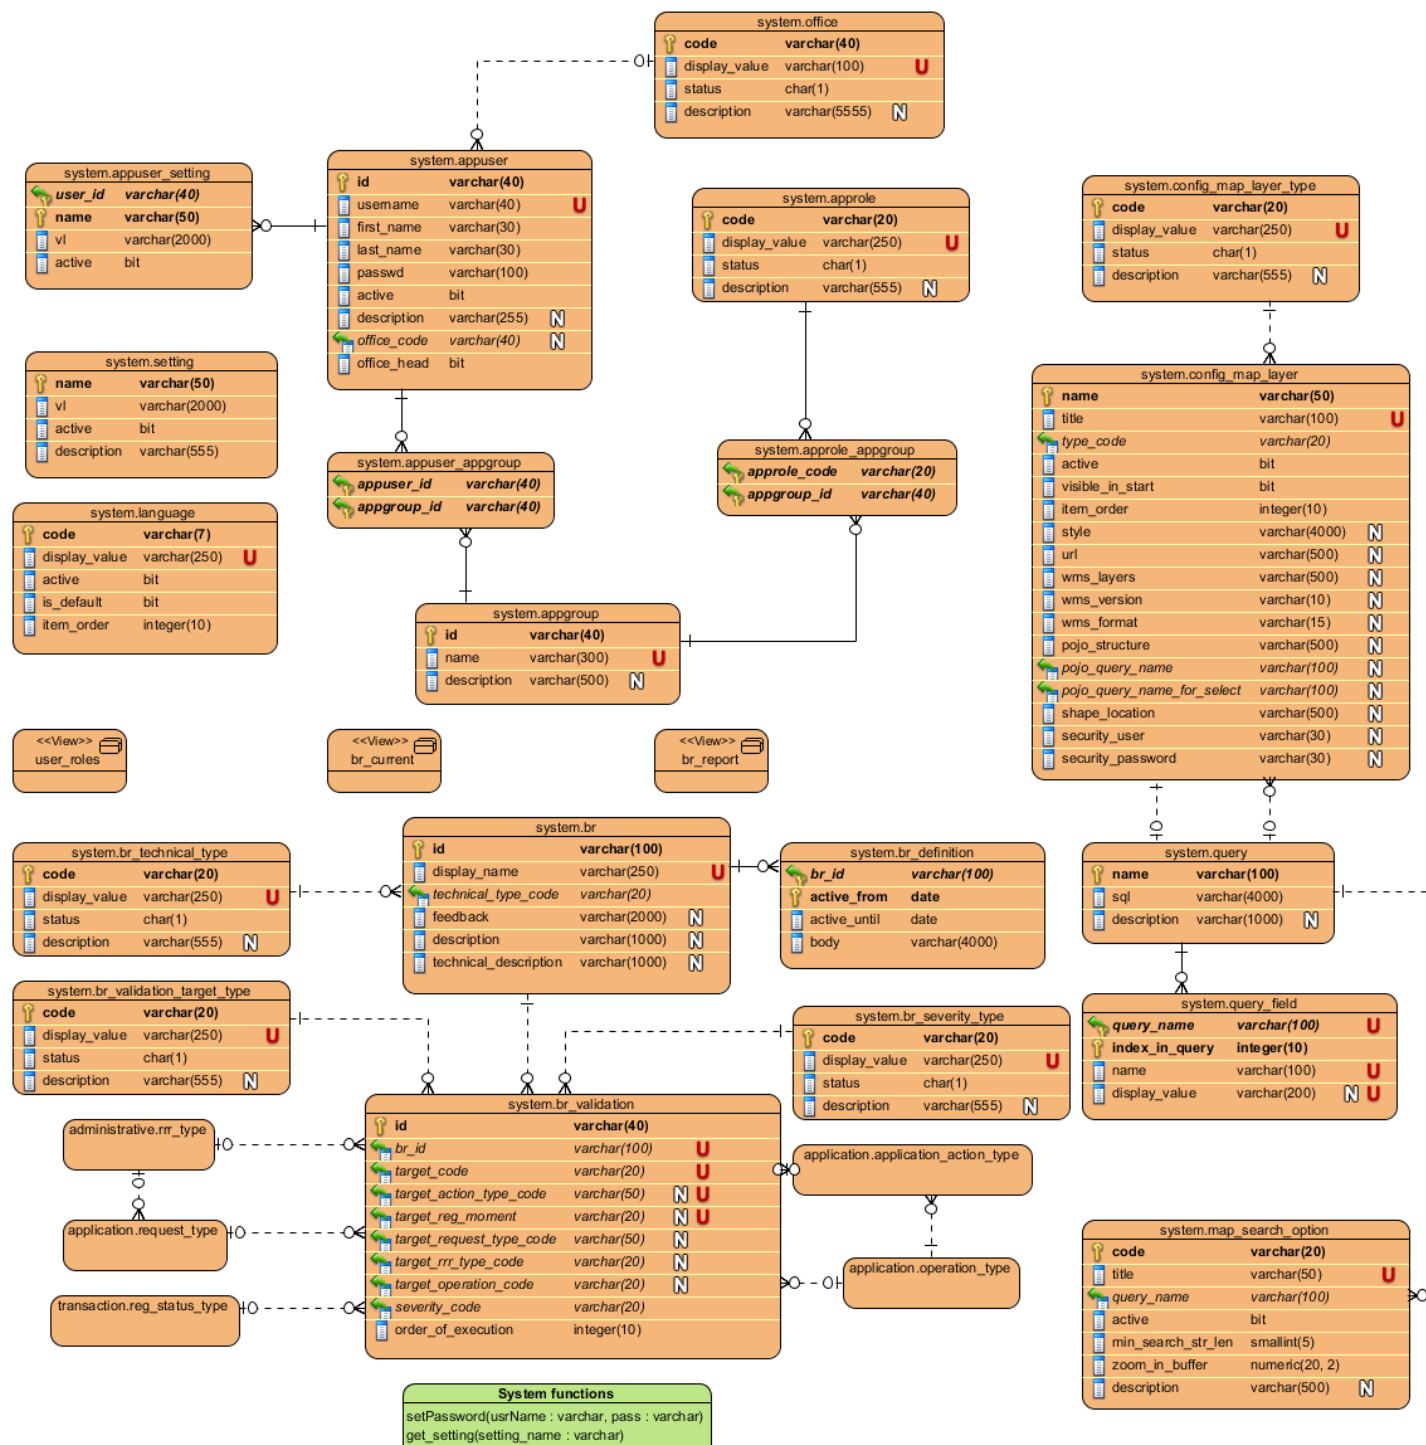 system.office
code varchar(40)
display_value varchar(100) U
status char(1)
description varchar(5555) N
system.appuser_setting
user_id varchar(40)
name varchar(50)
vl varchar(2000)
active bit
system.appuser
id varchar(40)
username varchar(40) U
first_name varchar(30)
last_name varchar(30)
passwd varchar(100)
active bit
description varchar(255) N
office_code varchar(40) N
office_head bit
system.approle
code varchar(20)
display_value varchar(250) U
status char(1)
description varchar(555) N
system.config_map_layer_type
code varchar(20)
display_value varchar(250) U
status char(1)
description varchar(555) N
system.setting
name varchar(50)
vl varchar(2000)
active bit
description varchar(555)
system.config_map_layer
name varchar(50)
title varchar(100) U
type_code varchar(20)
active bit
visible_in_start bit
item_order integer(10)
style varchar(4000) N
url varchar(500) N
wms_layers varchar(500) N
wms_version varchar(10) N
wms_format varchar(15) N
pojo_structure varchar(500) N
pojo_query_name varchar(100) N
pojo_query_name_for_select varchar(100) N
shape_location varchar(500) N
security_user varchar(30) N
security_password varchar(30) N
system.appuser_appgroup
appuser_id varchar(40)
appgroup_id varchar(40)
system.approle_appgroup
approle_code varchar(20)
appgroup_id varchar(40)
system.language
code varchar(7)
display_value varchar(250) U
active bit
is_default bit
item_order integer(10)
system.appgroup
id varchar(40)
name varchar(300) U
description varchar(500) N
<<View>>
user_roles
<<View>>
br_current
<<View>>
br_report
system.br_technical_type
code varchar(20)
display_value varchar(250) U
status char(1)
description varchar(555) N
system.br
id varchar(100)
display_name varchar(250) U
technical_type_code varchar(20)
feedback varchar(2000) N
description varchar(1000) N
technical_description varchar(1000) N
system.br_definition
br_id varchar(100)
active_from date
active_until date
body varchar(4000)
system.query
name varchar(100)
sql varchar(4000)
description varchar(1000) N
system.br_validation_target_type
code varchar(20)
display_value varchar(250) U
status char(1)
description varchar(555) N
system.br_severity_type
code varchar(20)
display_value varchar(250) U
status char(1)
description varchar(555) N
system.query_field
query_name varchar(100) U
index_in_query integer(10)
name varchar(100) U
display_value varchar(200) N U
system.br_validation
id varchar(40)
br_id varchar(100) U
target_code varchar(20) U
target_action_type_code varchar(50) N U
target_reg_moment varchar(20) N U
target_request_type_code varchar(50) N
target_rrr_type_code varchar(20) N
target_operation_code varchar(20) N
severity_code varchar(20)
order_of_execution integer(10)
administrative.rrr_type
application.request_type
transaction.reg_status_type
application.application_action_type
application.operation_type
system.map_search_option
code varchar(20)
title varchar(50) U
query_name varchar(100)
active bit
min_search_str_len smallint(5)
zoom_in_buffer numeric(20, 2)
description varchar(500) N
System functions
setPassword(usrName : varchar, pass : varchar)
get_setting(setting_name : varchar)